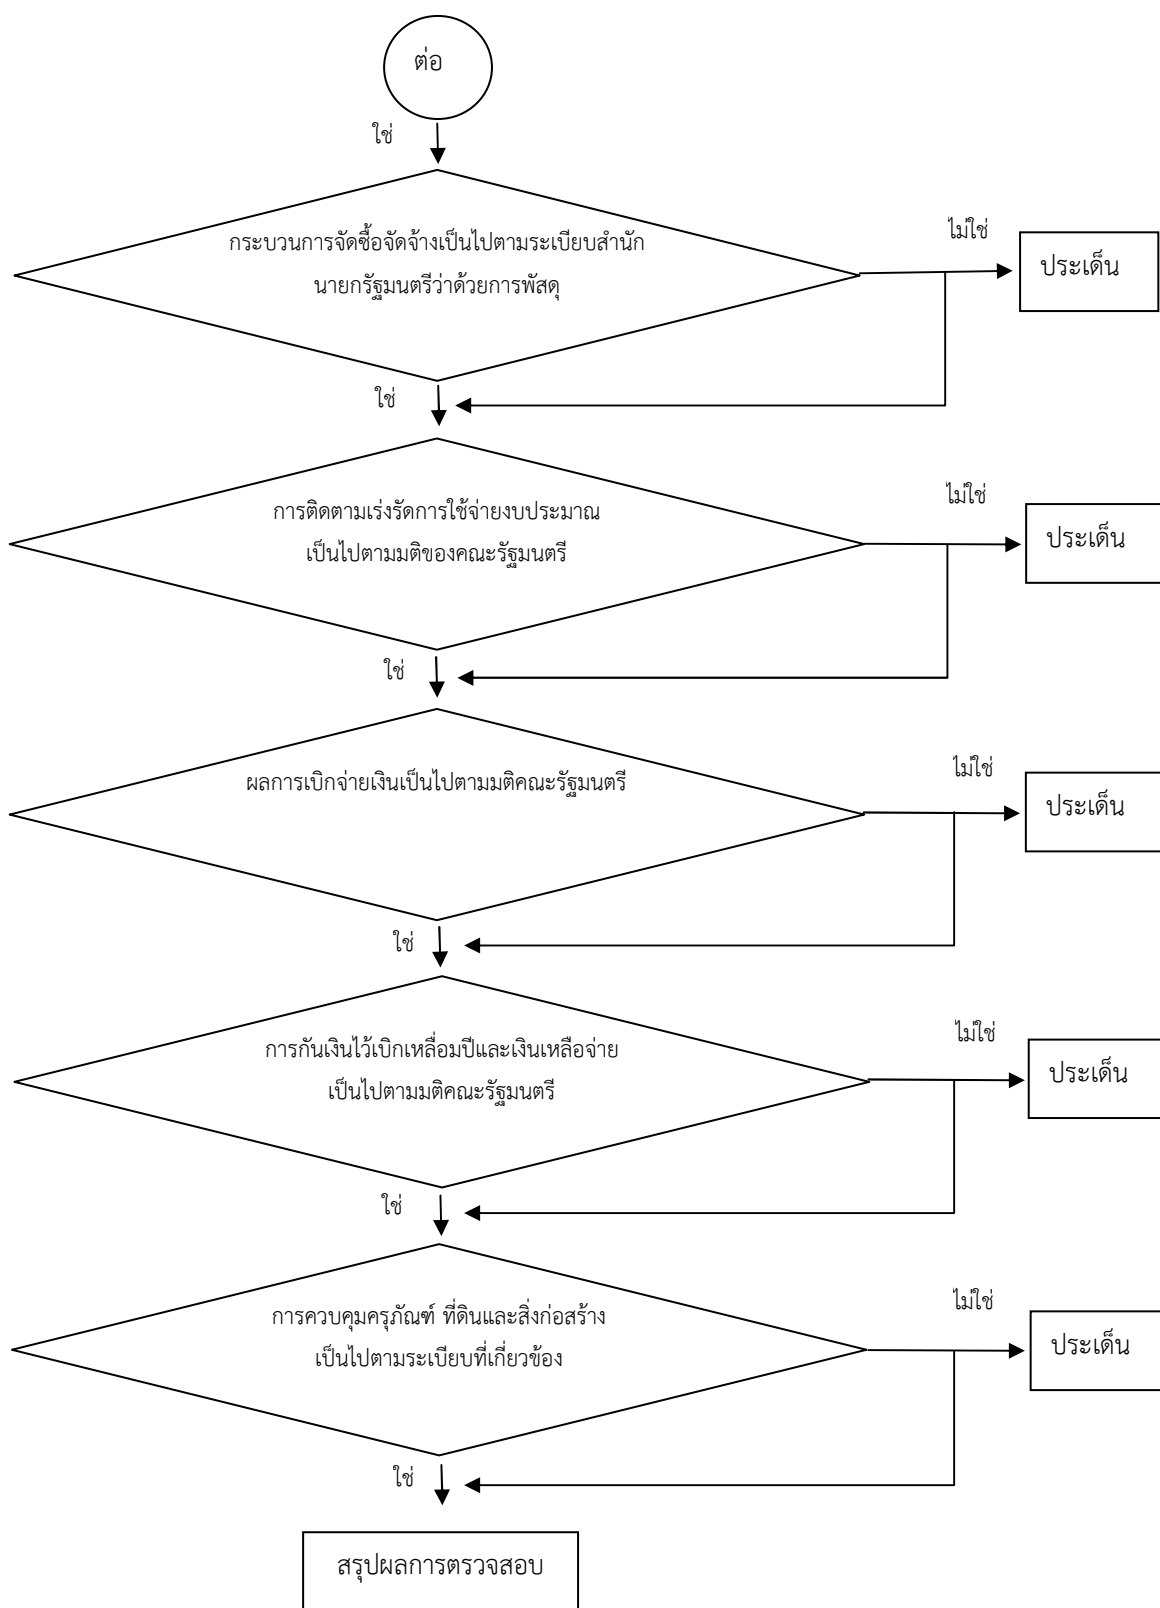 ต่อ
ใช่
กระบวนการจัดซื้อจัดจ้างเป็นไปตามระเบียบสำนัก
นายกรัฐมนตรีว่าด้วยการพัสดุ
ไม่ใช่
ประเด็น
ใช่
การติดตามเร่งรัดการใช้จ่ายงบประมาณ
เป็นไปตามมติของคณะรัฐมนตรี
ไม่ใช่
ประเด็น
ใช่
ผลการเบิกจ่ายเงินเป็นไปตามมติคณะรัฐมนตรี
ไม่ใช่
ประเด็น
ใช่
การกันเงินไว้เบิกเหลื่อมปีและเงินเหลือจ่าย
เป็นไปตามมติคณะรัฐมนตรี
ไม่ใช่
ประเด็น
ใช่
การควบคุมครุภัณฑ์ ที่ดินและสิ่งก่อสร้าง
เป็นไปตามระเบียบที่เกี่ยวข้อง
ไม่ใช่
ประเด็น
ใช่
สรุปผลการตรวจสอบ